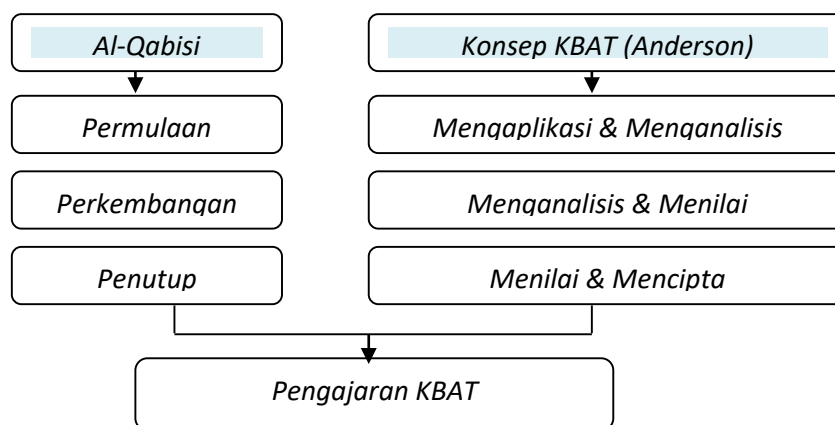 Al-Qabisi
Konsep KBAT (Anderson)
Permulaan
Mengaplikasi & Menganalisis
Perkembangan
Menganalisis & Menilai
Penutup
Menilai & Mencipta
Pengajaran KBAT